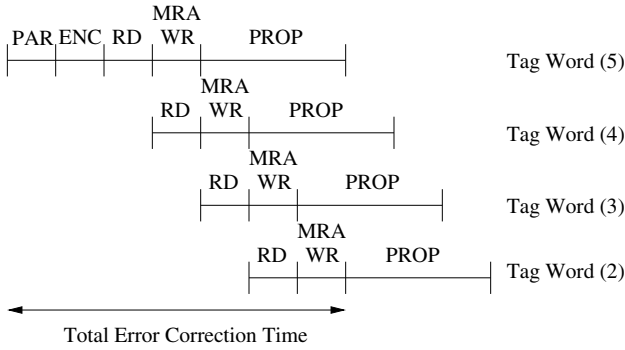 MRA
PAR ENC RD WR PROP
Tag Word (5)
MRA
RD WR PROP
Tag Word (4)
MRA
RD WR PROP
Tag Word (3)
MRA
RD WR PROP
Tag Word (2)
Total Error Correction Time